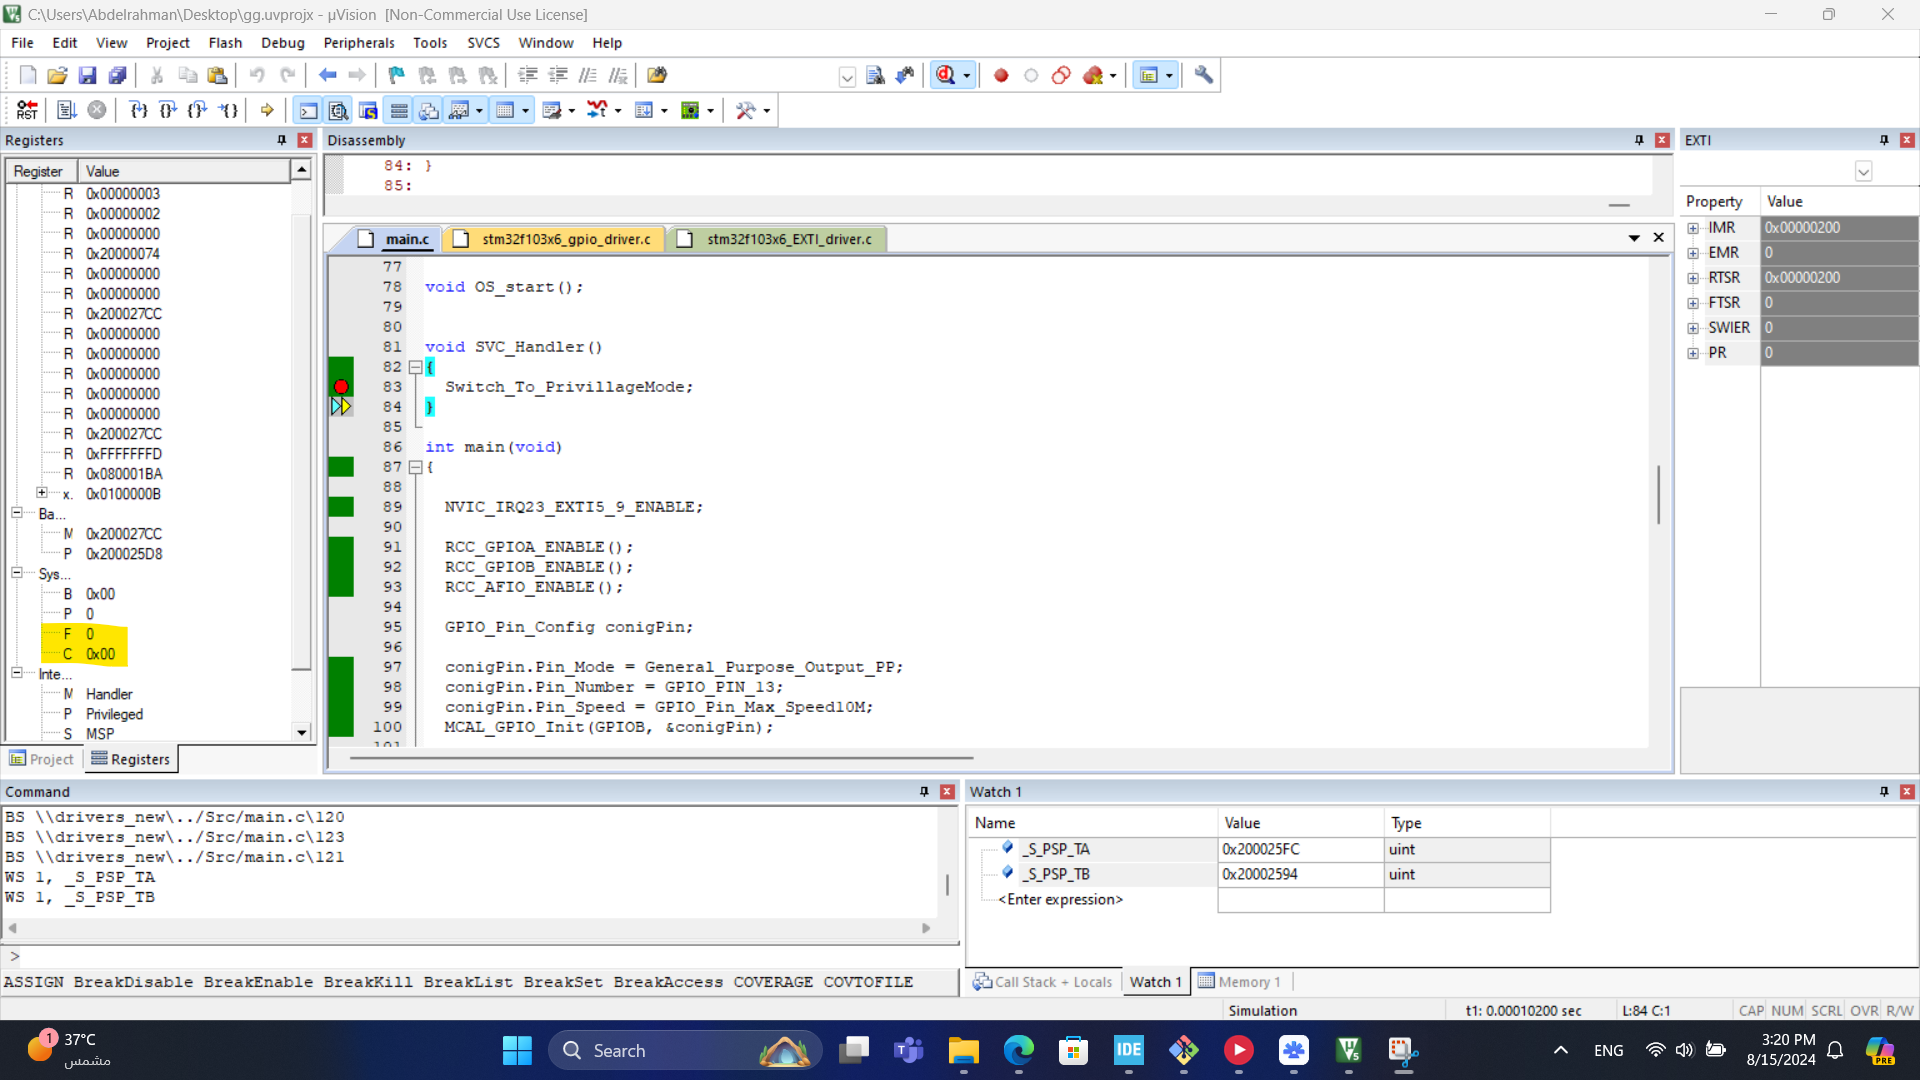 C:\Users\Abdelrahman\Desktop\gg.uvprojx - µVision [Non-Commercial Use License]
File Edit View Project Flash Debug Peripherals Tools SVCS Window Help
RST
Registers
Register Value
R 0x00000003
R 0x00000002
R 0x00000000
R 0x20000074
R 0x00000000
R 0x00000000
R 0x200027CC
R 0x00000000
R 0x00000000
R 0x00000000
R 0x00000000
R 0x00000000
R 0x200027CC
R 0xFFFFFFFD
R 0x080001BA
x. 0x0100000B
Ba...
M 0x200027CC
P 0x200025D8
Sys...
B 0x00
P 0
F 0
C 0x00
Inte...
M Handler
P Privileged
S MSP
Project Registers
Disassembly
84: }
85:
main.c stm32f103x6_gpio_driver.c stm32f103x6_EXTI_driver.c
77
78 void OS_start();
79
80
81 void SVC_Handler()
82 {
83 Switch_To_PrivillageMode;
84 }
85
86 int main(void)
87 {
88
89 NVIC_IRQ23_EXTI5_9_ENABLE;
90
91 RCC_GPIOA_ENABLE();
92 RCC_GPIOB_ENABLE();
93 RCC_AFIO_ENABLE();
94
95 GPIO_Pin_Config conigPin;
96
97 conigPin.Pin_Mode = General_Purpose_Output_PP;
98 conigPin.Pin_Number = GPIO_PIN_13;
99 conigPin.Pin_Speed = GPIO_Pin_Max_Speed10M;
100 MCAL_GPIO_Init(GPIOB, &conigPin);
101
EXTI
Property Value
IMR 0x00000200
EMR 0
RTSR 0x00000200
FTSR 0
SWIER 0
PR 0
Command
BS \\drivers_new\../Src/main.c\120
BS \\drivers_new\../Src/main.c\123
BS \\drivers_new\../Src/main.c\121
WS 1, _S_PSP_TA
WS 1, _S_PSP_TB
>
ASSIGN BreakDisable BreakEnable BreakKill BreakList BreakSet BreakAccess COVERAGE COVTOFILE
Watch 1
Name Value Type
_S_PSP_TA 0x200025FC uint
_S_PSP_TB 0x20002594 uint
<Enter expression>
Call Stack + Locals Watch 1 Memory 1
Simulation t1: 0.00010200 sec L:84 C:1 CAP NUM SCRL OVR R/W
1 37°C
مشمس
Search
IDE
ENG
3:20 PM
8/15/2024
PRE